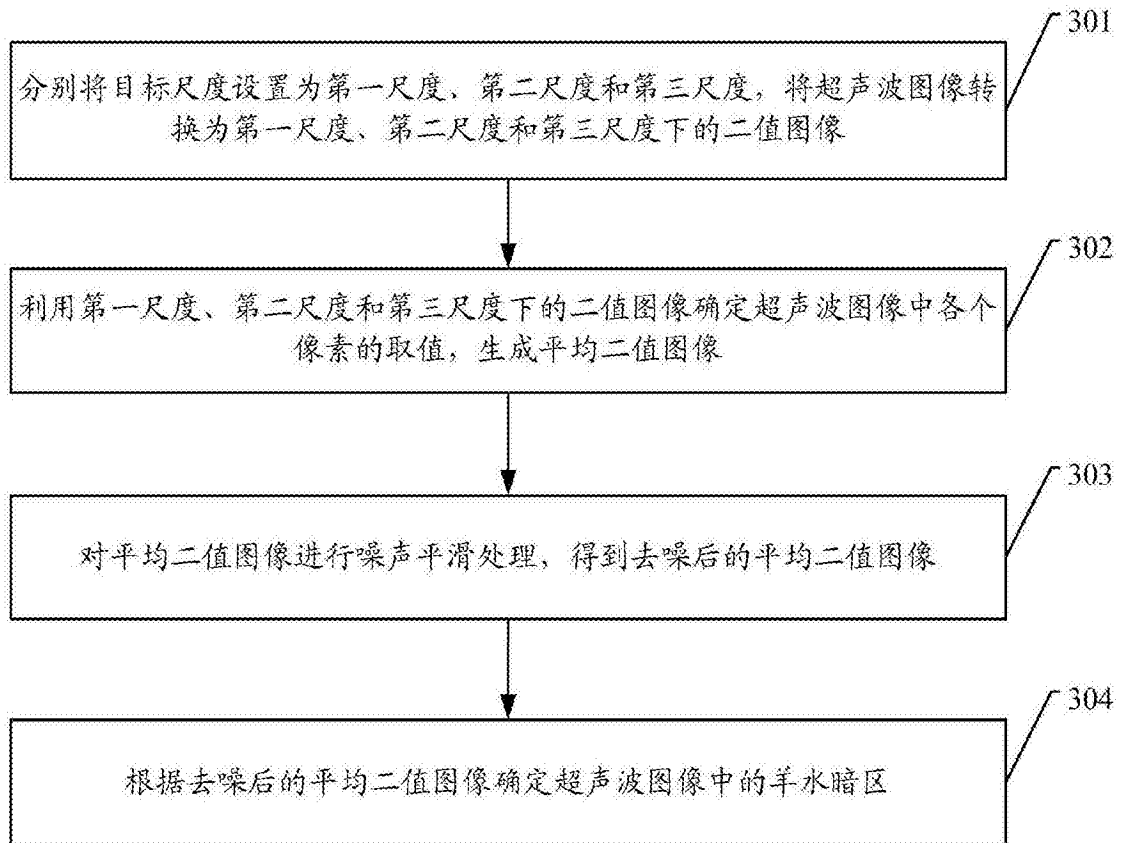 301
分别将目标尺度设置为第一尺度、第二尺度和第三尺度，将超声波图像转
换为第一尺度、第二尺度和第三尺度下的二值图像
302
利用第一尺度、第二尺度和第三尺度下的二值图像确定超声波图像中各个
像素的取值，生成平均二值图像
303
对平均二值图像进行噪声平滑处理，得到去噪后的平均二值图像
304
根据去噪后的平均二值图像确定超声波图像中的羊水暗区